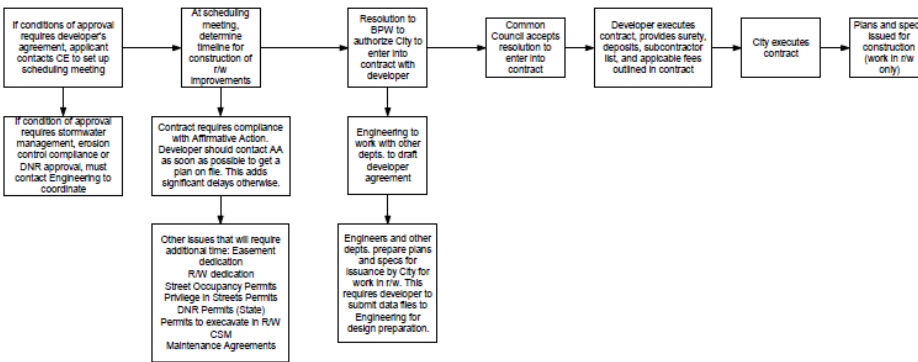 If conditions of approval
requires developer's
agreement, applicant
contacts CE to set up
scheduling meeting
At scheduling
meeting,
determine
timeline for
construction of
r/w
improvements
Resolution to
BPW to
authorize City to
enter into
contract with
developer
Common
Council accepts
resolution to
enter into
contract
Developer executes
contract, provides surety,
deposits, subcontractor
list, and applicable fees
outlined in contract
City executes
contract
Plans and spec
issued for
construction
(work in r/w
only)
If condition of approval
requires stormwater
management, erosion
control compliance or
DNR approval, must
contact Engineering to
coordinate
Contract requires compliance
with Affirmative Action.
Developer should contact AA
as soon as possible to get a
plan on file. This adds
significant delays otherwise.
Engineering to
work with other
depts. to draft
developer
agreement
Other issues that will require
additional time: Easement
dedication
R/W dedication
Street Occupancy Permits
Privilege in Streets Permits
DNR Permits (State)
Permits to execavate in R/W
CSM
Maintenance Agreements
Engineers and other
depts. prepare plans
and specs for
issuance by City for
work in r/w. This
requires developer to
submit data files to
Engineering for
design preparation.